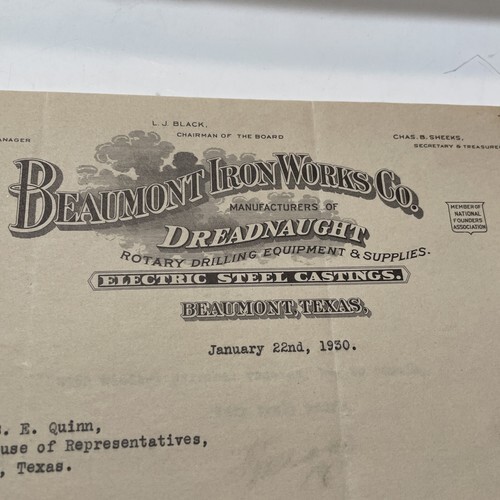 L. J. BLACK,
CHAIRMAN OF THE BOARD
MANAGER
CHAS. B. SHEEKS,
SECRETARY & TREASURER
BEAUMONT IRON WORKS CO.
MANUFACTURERS OF
DREADNAUGHT
ROTARY DRILLING EQUIPMENT & SUPPLIES.
ELECTRIC STEEL CASTINGS.
BEAUMONT, TEXAS,
MEMBER OF
NATIONAL
FOUNDERS
ASSOCIATION
January 22nd, 1930.
. E. Quinn,
use of Representatives,
, Texas.